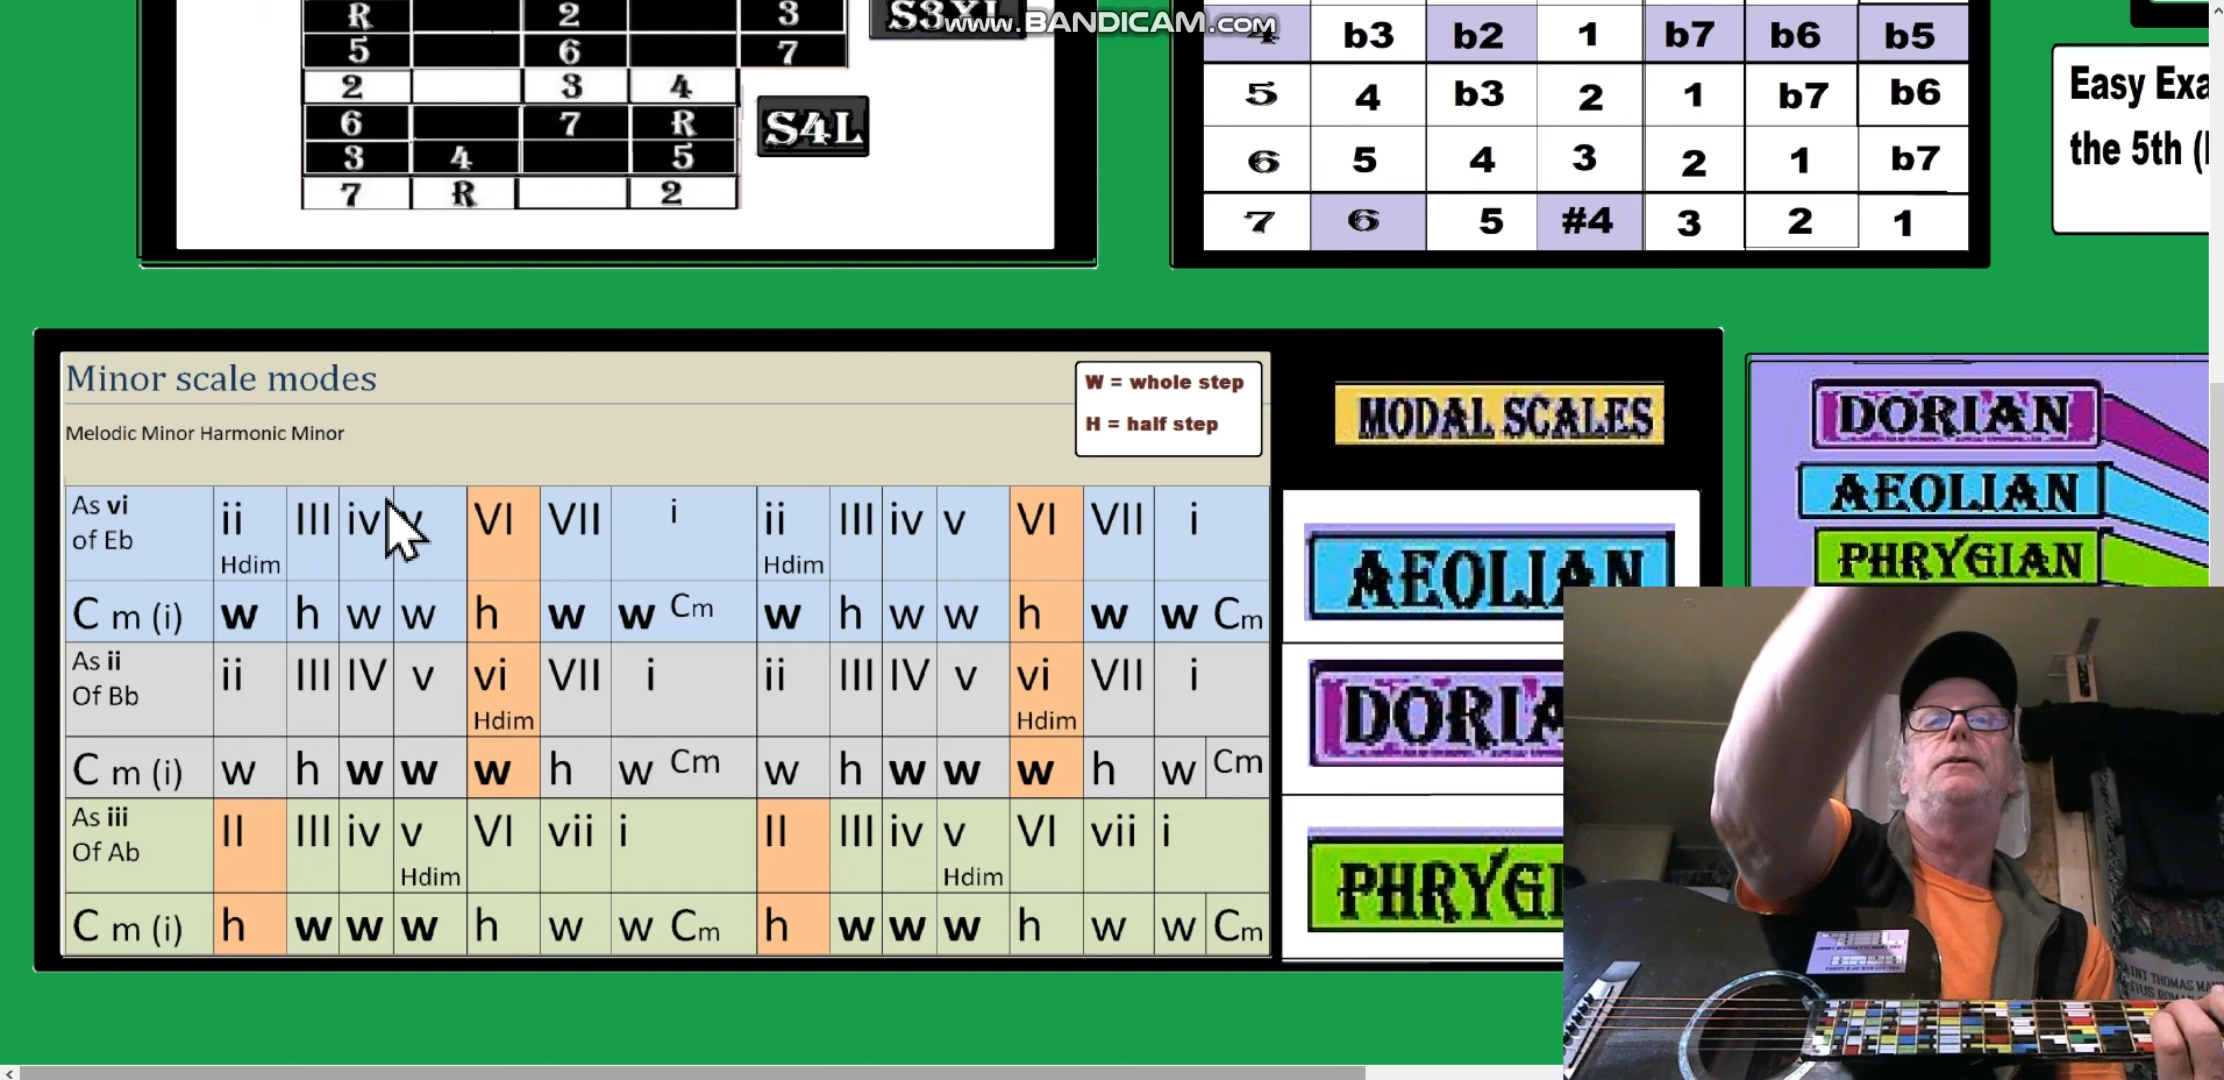 www.BANDICAM.com
R 2 3
5 6 7
2 3 4
6 7 R
3 4 5
7 R 2
S3XL
S4L
4 b3 b2 1 b7 b6 b5
5 4 b3 2 1 b7 b6
6 5 4 3 2 1 b7
7 6 5 #4 3 2 1
Easy Exa
the 5th (
Minor scale modes
Melodic Minor Harmonic Minor
W = whole step
H = half step
As vi of Eb ii Hdim III iv v VI VII i ii Hdim III iv v VI VII i
C m (i) w h w w h w w Cm w h w w h w w Cm
As ii Of Bb ii III IV v vi Hdim VII i ii III IV v vi Hdim VII i
C m (i) w h w w w h w Cm w h w w w h w Cm
As iii Of Ab II III iv v Hdim VI vii i II III iv v Hdim VI vii i
C m (i) h w w w h w w Cm h w w w h w w Cm
MODAL SCALES
AEOLIAN
DORIA
PHRYGI
DORIAN
AEOLIAN
PHRYGIAN